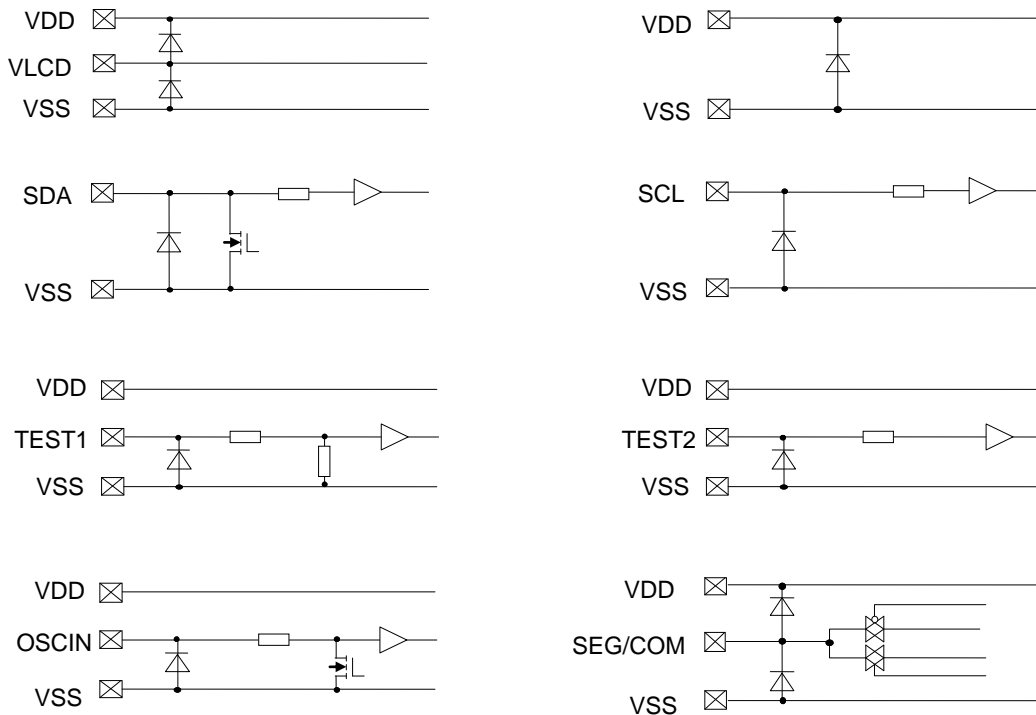 VDD
VLCD
VSS
VDD
VSS
SDA
VSS
SCL
VSS
VDD
TEST1
VSS
VDD
TEST2
VSS
VDD
OSCIN
VSS
VDD
SEG/COM
VSS